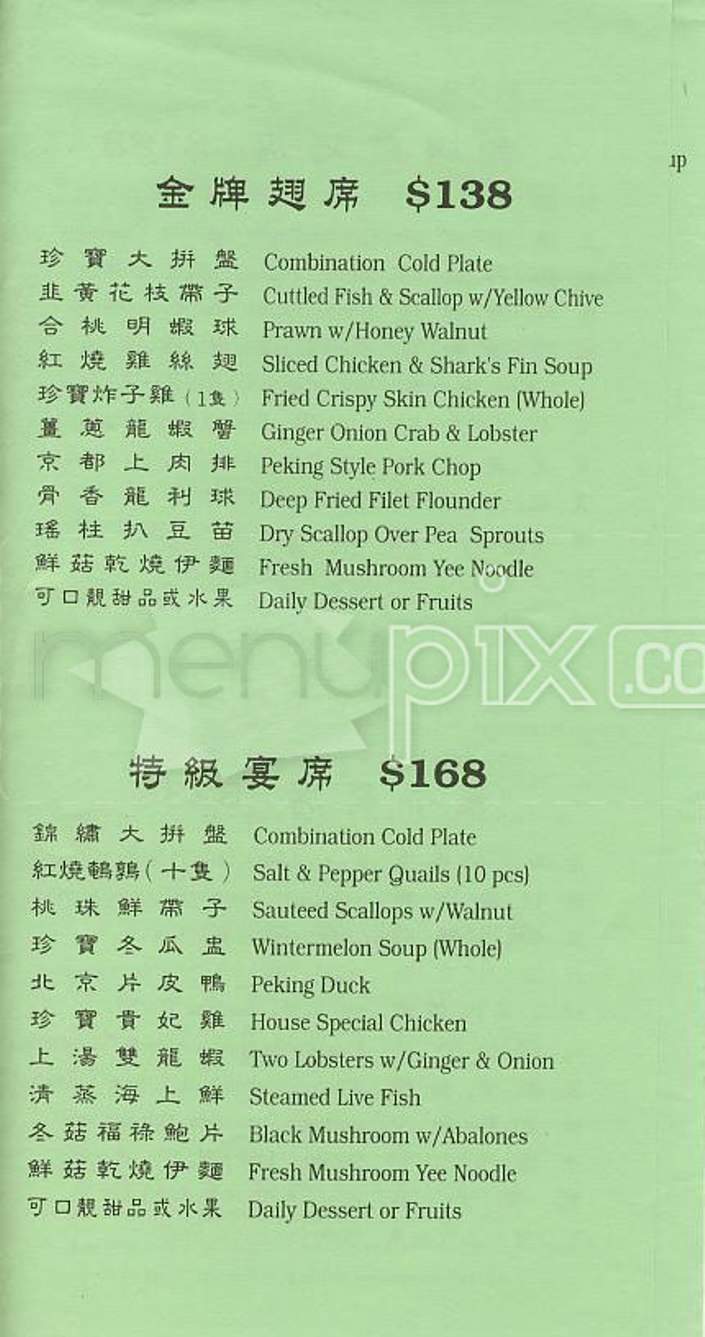 up
金牌翅席 $138
珍寶大拼盤 Combination Cold Plate
韭黃花枝帶子 Cuttled Fish & Scallop w/Yellow Chive
合桃明蝦球 Prawn w/Honey Walnut
紅燒雞絲翅 Sliced Chicken & Shark's Fin Soup
珍寶炸子雞(1隻) Fried Crispy Skin Chicken (Whole)
薑蔥龍蝦蟹 Ginger Onion Crab & Lobster
京都上肉排 Peking Style Pork Chop
骨香龍利球 Deep Fried Filet Flounder
瑤柱扒豆苗 Dry Scallop Over Pea Sprouts
鮮菇乾燒伊麵 Fresh Mushroom Yee Noodle
可口靚甜品或水果 Daily Dessert or Fruits
menupix.co
特級宴席 $168
錦繡大拼盤 Combination Cold Plate
紅燒鵪鶉(十隻) Salt & Pepper Quails (10 pcs)
桃珠鮮帶子 Sauteed Scallops w/Walnut
珍寶冬瓜盅 Wintermelon Soup (Whole)
北京片皮鴨 Peking Duck
珍寶貴妃雞 House Special Chicken
上湯雙龍蝦 Two Lobsters w/Ginger & Onion
清蒸海上鮮 Steamed Live Fish
冬菇福祿鮑片 Black Mushroom w/Abalones
鮮菇乾燒伊麵 Fresh Mushroom Yee Noodle
可口靚甜品或水果 Daily Dessert or Fruits